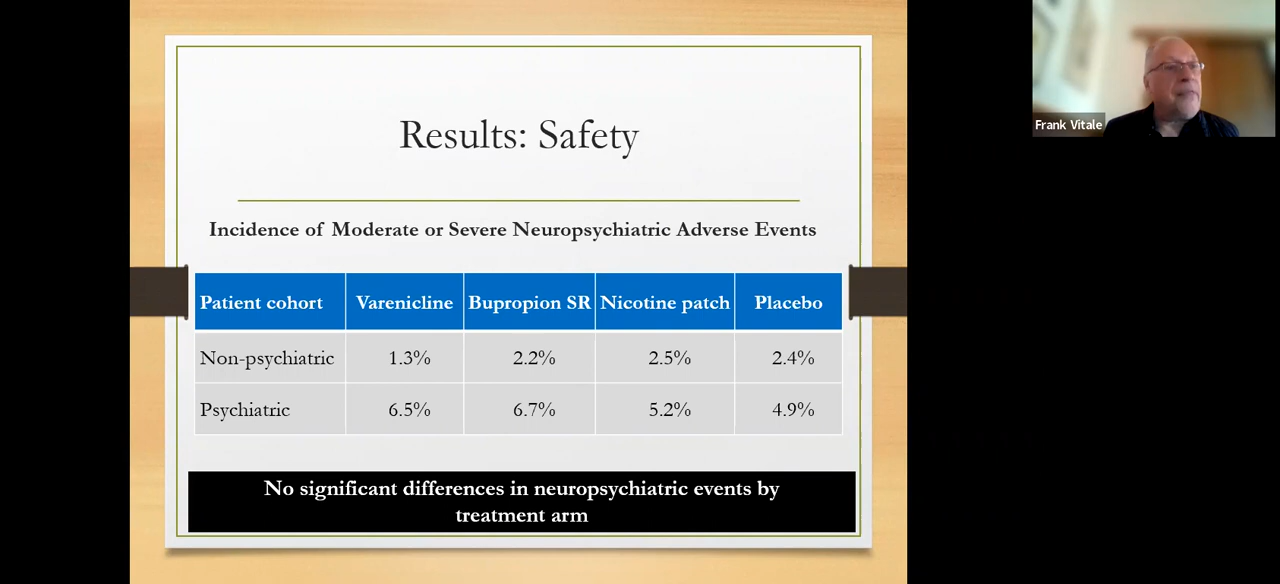 Results: Safety
Incidence of Moderate or Severe Neuropsychiatric Adverse Events
Patient cohort Varenicline Bupropion SR Nicotine patch Placebo
Non-psychiatric 1.3% 2.2% 2.5% 2.4%
Psychiatric 6.5% 6.7% 5.2% 4.9%
No significant differences in neuropsychiatric events by
treatment arm
Frank Vitale